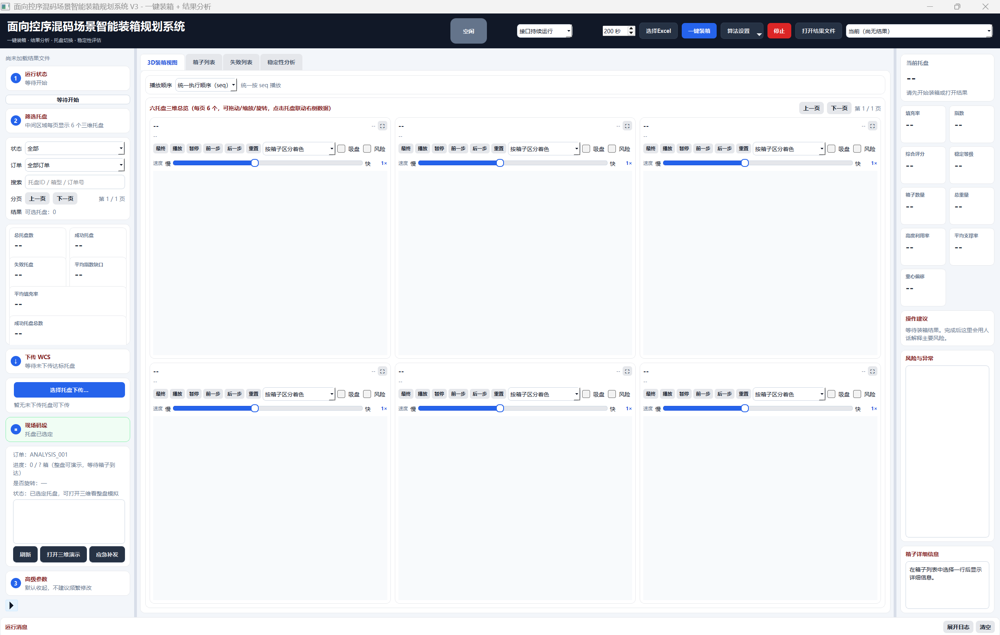 面向控序混码场景智能装箱规划系统 V3 - 一键装箱 + 结果分析
面向控序混码场景智能装箱规划系统
一键装箱 · 结果分析 · 托盘切换 · 稳定性评估
空闲
接口持续运行
200 秒
选择Excel
一键装箱
算法设置
停止
打开结果文件
当前（尚无结果）
尚未加载结果文件
1
运行状态
等待开始
等待开始
2
筛选托盘
中间区域每页显示 6 个三维托盘
状态 全部
订单 全部订单
搜索 托盘ID / 箱型 / 订单号
分页 上一页 下一页 第 1 / 1 页
结果 可选托盘：0
总托盘数
--
成功托盘
--
失败托盘
--
平均指数缺口
--
平均填充率
--
成功托盘总数
--
↓
下传 WCS
等待未下传达标托盘
选择托盘下传...
暂无未下传托盘可下传
现场码垛
托盘已选定
订单：ANALYSIS_001
进度：0 / ? 箱（整盘可演示，等待箱子到
达）
是否旋转：—
状态：已选定托盘，可打开三维看整盘模拟
刷新 打开三维演示 应急补发
3
高级参数
默认收起，不建议频繁修改
3D装箱视图 箱子列表 失败列表 稳定性分析
播放顺序 统一执行顺序（seq） 统一按 seq 播放
六托盘三维总览（每页 6 个，可拖动/缩放/旋转，点击托盘联动右侧数据）
上一页 下一页 第 1 / 1 页
-- --
--
最终 播放 暂停 前一步 后一步 重置 按箱子区分着色 吸盘 风险
速度 慢 快 1×
-- --
--
最终 播放 暂停 前一步 后一步 重置 按箱子区分着色 吸盘 风险
速度 慢 快 1×
-- --
--
最终 播放 暂停 前一步 后一步 重置 按箱子区分着色 吸盘 风险
速度 慢 快 1×
-- --
--
最终 播放 暂停 前一步 后一步 重置 按箱子区分着色 吸盘 风险
速度 慢 快 1×
-- --
--
最终 播放 暂停 前一步 后一步 重置 按箱子区分着色 吸盘 风险
速度 慢 快 1×
-- --
--
最终 播放 暂停 前一步 后一步 重置 按箱子区分着色 吸盘 风险
速度 慢 快 1×
当前托盘
--
请先开始装箱或打开结果
填充率
--
指数
--
综合评分
--
稳定等级
--
箱子数量
--
总重量
--
高度利用率
--
平均支撑率
--
重心偏移
--
操作建议
等待装箱结果。完成后这里会用人
话解释主要风险。
风险与异常
箱子详细信息
在箱子列表中选择一行后显示
详细信息。
运行消息
展开日志 清空